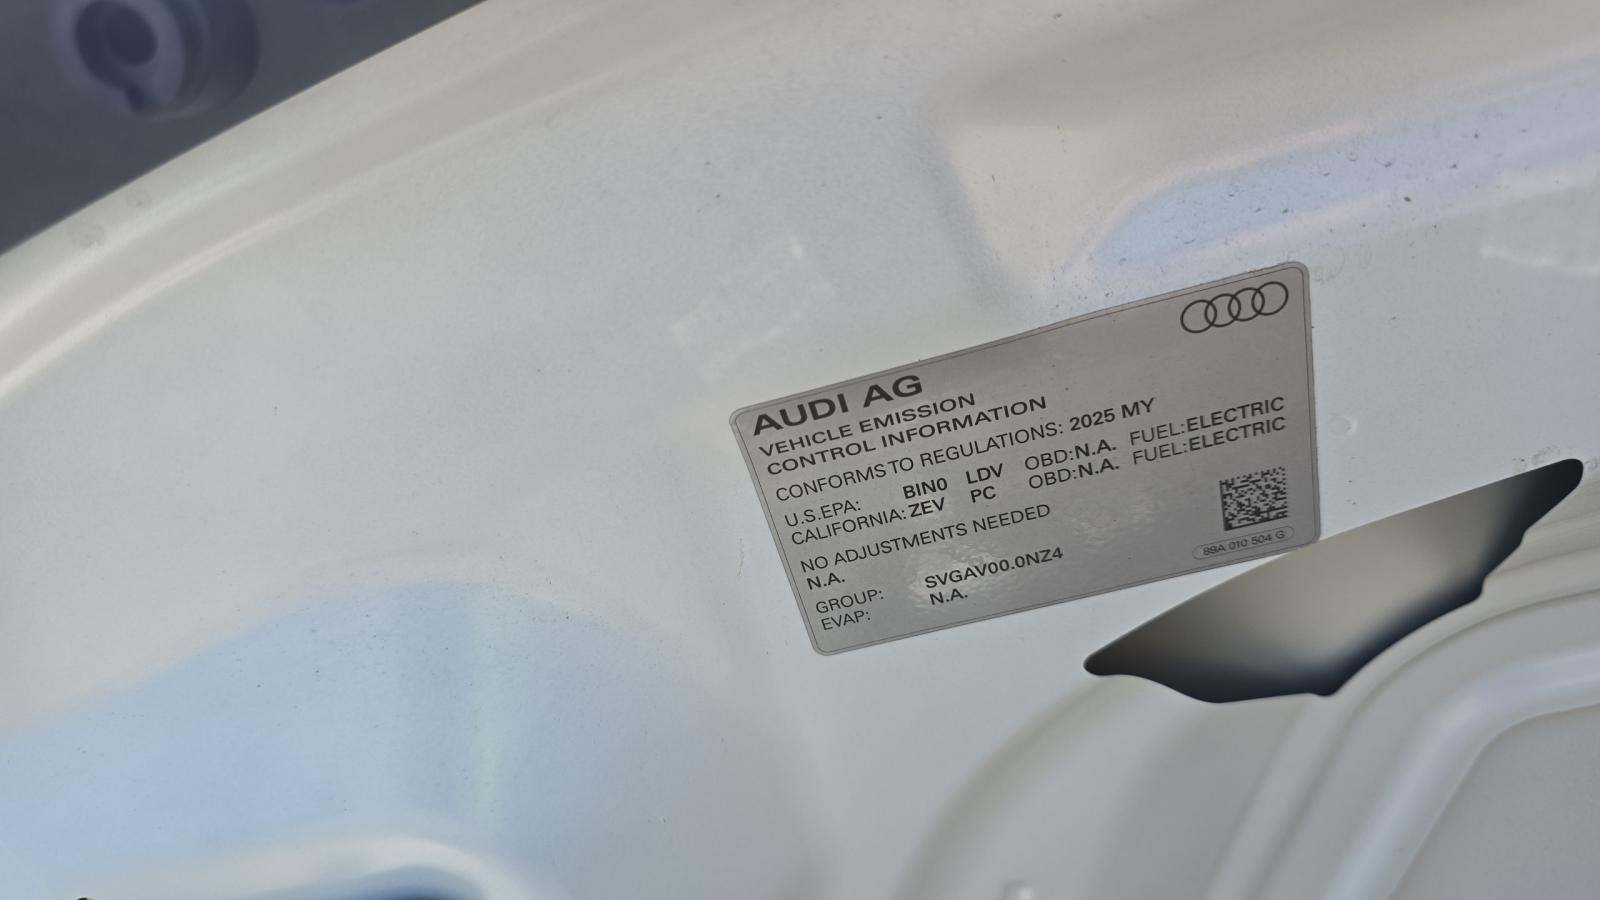 AUDI AG
VEHICLE EMISSION
CONTROL INFORMATION
CONFORMS TO REGULATIONS: 2025 MY
U.S.EPA: BIN0 LDV OBD:N.A. FUEL:ELECTRIC
CALIFORNIA: ZEV PC OBD:N.A. FUEL:ELECTRIC
NO ADJUSTMENTS NEEDED
N.A.
GROUP: SVGAV00.0NZ4
EVAP: N.A.
89A 010 504 G